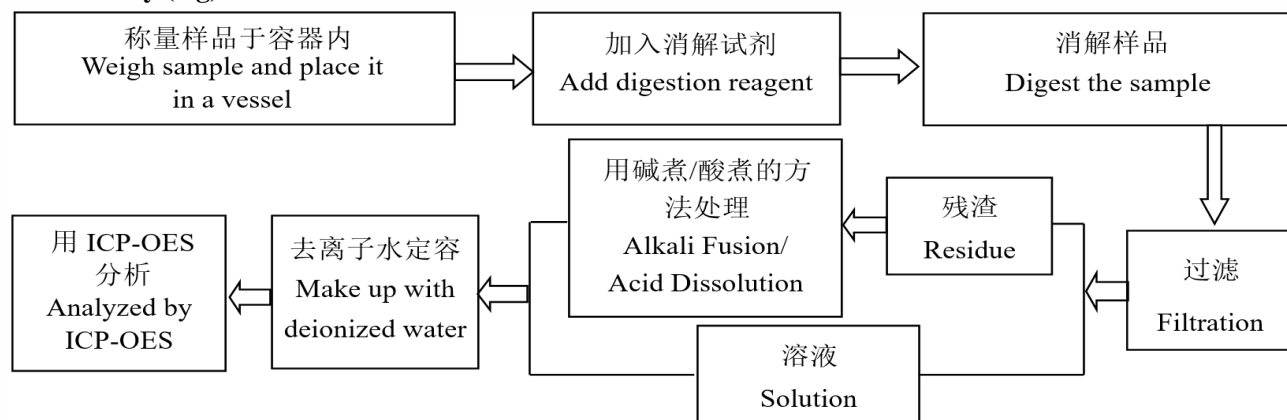 称量样品于容器内
Weigh sample and place it
in a vessel
加入消解试剂
Add digestion reagent
消解样品
Digest the sample
过滤
Filtration
残渣
Residue
溶液
Solution
用碱煮/酸煮的方
法处理
Alkali Fusion/
Acid Dissolution
去离子水定容
Make up with
deionized water
用 ICP-OES
分析
Analyzed by
ICP-OES